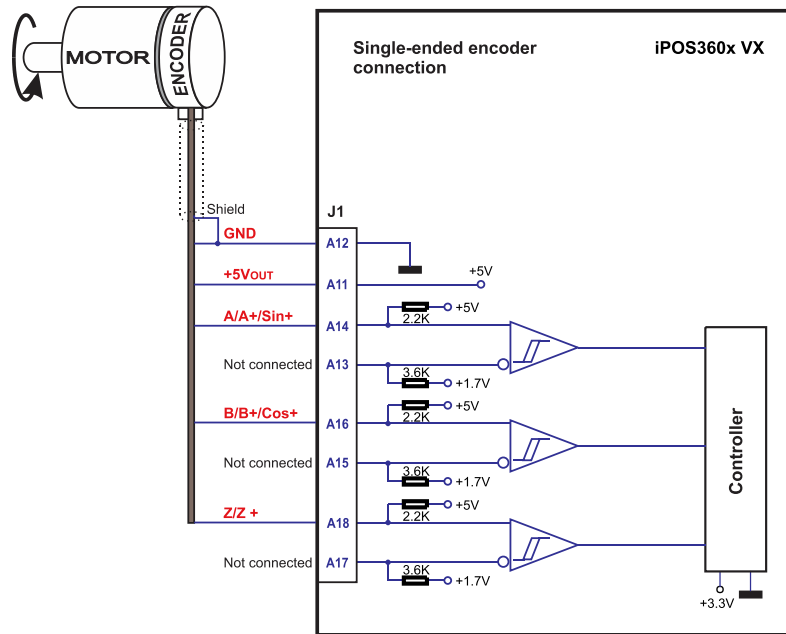 MOTOR
ENCODER
Single-ended encoder
connection
iPOS360x VX
Shield
J1
GND
A12
+5VOUT
A11
+5V
A/A+/Sin+
A14
+5V
2.2K
Not connected
A13
3.6K
+1.7V
B/B+/Cos+
A16
+5V
2.2K
Not connected
A15
3.6K
+1.7V
Z/Z +
A18
+5V
2.2K
Not connected
A17
3.6K
+1.7V
Controller
+3.3V